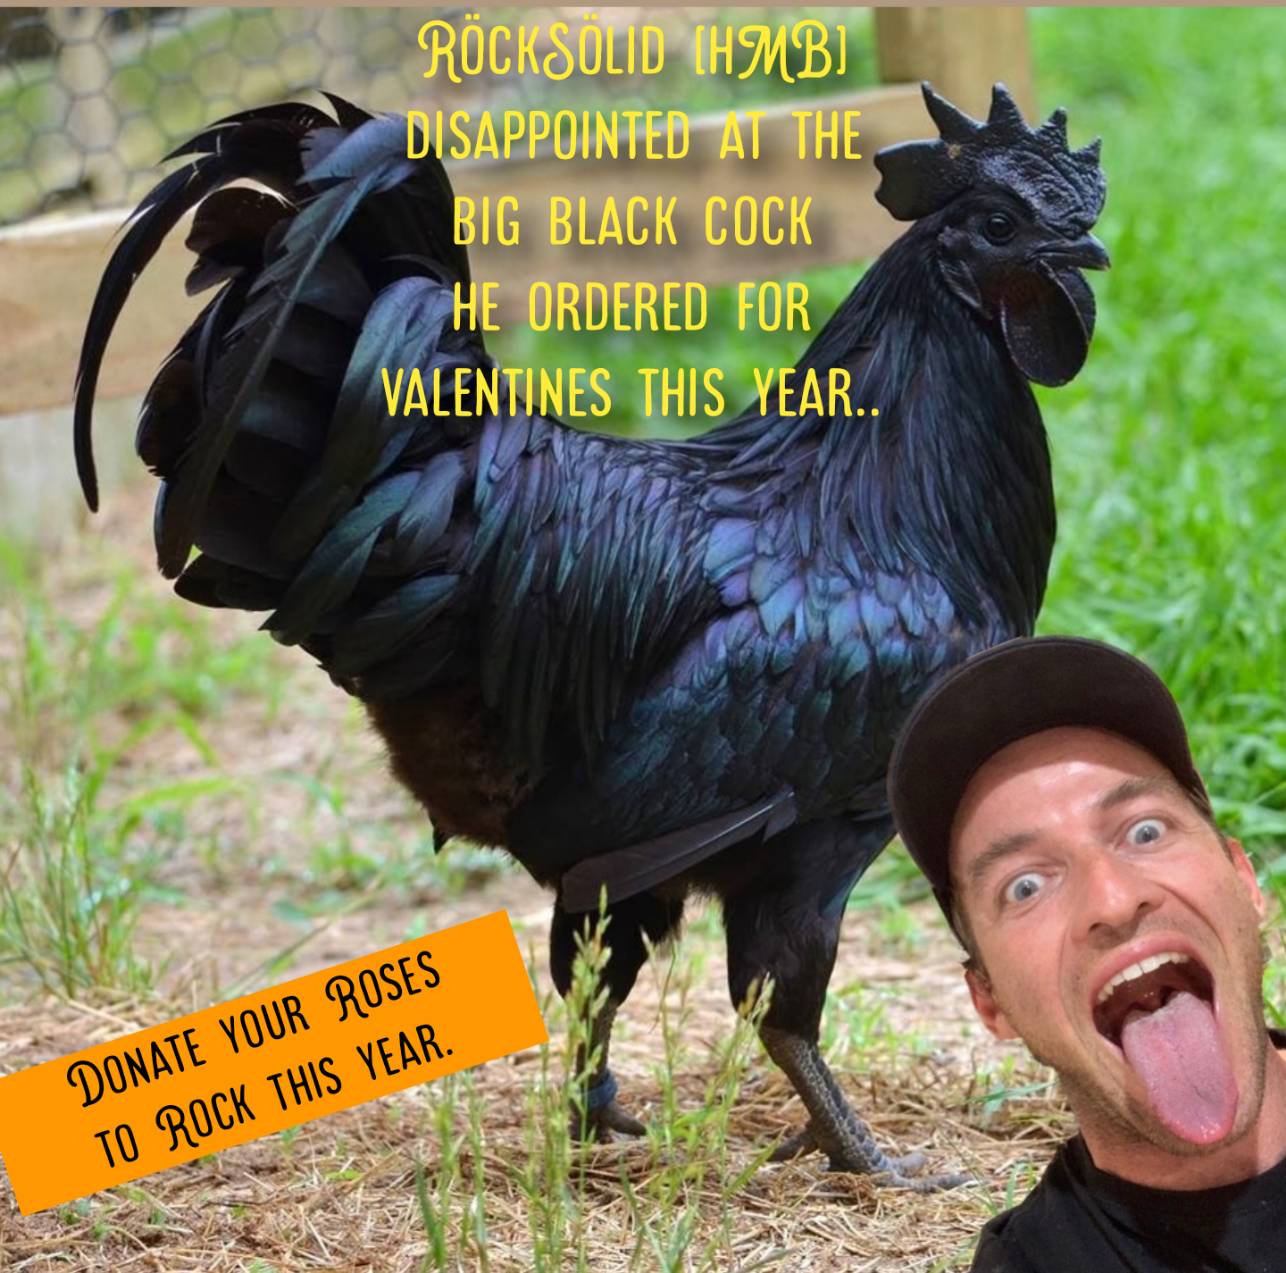 RÖCKSÖLID [HMB]
DISAPPOINTED AT THE
BIG BLACK COCK
HE ORDERED FOR
VALENTINES THIS YEAR..
DONATE YOUR ROSES
TO ROCK THIS YEAR.